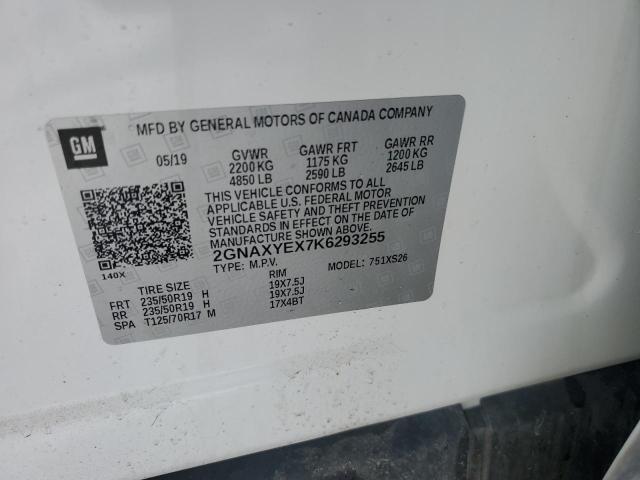 MFD BY GENERAL MOTORS OF CANADA COMPANY
GM
05/19 GVWR GAWR FRT GAWR RR
2200 KG 1175 KG 1200 KG
4850 LB 2590 LB 2645 LB
THIS VEHICLE CONFORMS TO ALL
APPLICABLE U.S. FEDERAL MOTOR
VEHICLE SAFETY AND THEFT PREVENTION
STANDARDS IN EFFECT ON THE DATE OF
MANUFACTURE SHOWN ABOVE.
2GNAXYEX7K6293255
TYPE: M.P.V. MODEL: 751XS26
140X
TIRE SIZE RIM
FRT 235/50R19 H 19X7.5J
RR 235/50R19 H 19X7.5J
SPA T125/70R17 M 17X4BT